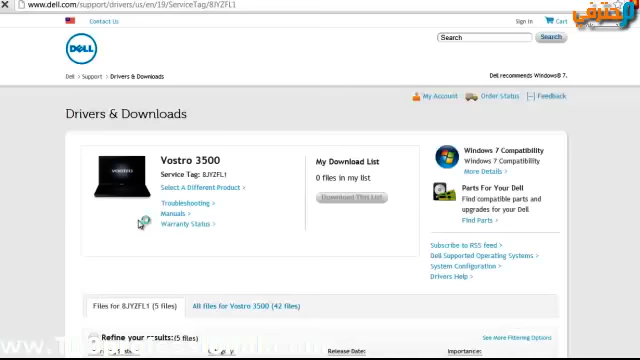 www.dell.com/support/drivers/us/en/19/ServiceTag/8JYZFL1
المحترفي
Contact Us
Sign in
Cart
DELL
Search
Search
Dell > Support > Drivers & Downloads
Dell recommends Windows® 7.
My Account
Order Status
Feedback
Drivers & Downloads
Vostro 3500
Service Tag: 8JYZFL1
Select A Different Product >
Troubleshooting >
Manuals >
Warranty Status >
My Download List
0 files in my list
Download This List
Windows 7 Compatibility
Windows 7 Compatibility
More Details >
Parts For Your Dell
Find compatible parts and
upgrades for your Dell
Find Parts >
Subscribe to RSS feed >
Dell Supported Operating Systems >
System Configuration >
Drivers Help >
Files for 8JYZFL1 (5 files)
All files for Vostro 3500 (42 files)
Refine your results: (5 files)
See More Filtering Options
Release Date:
Importance: